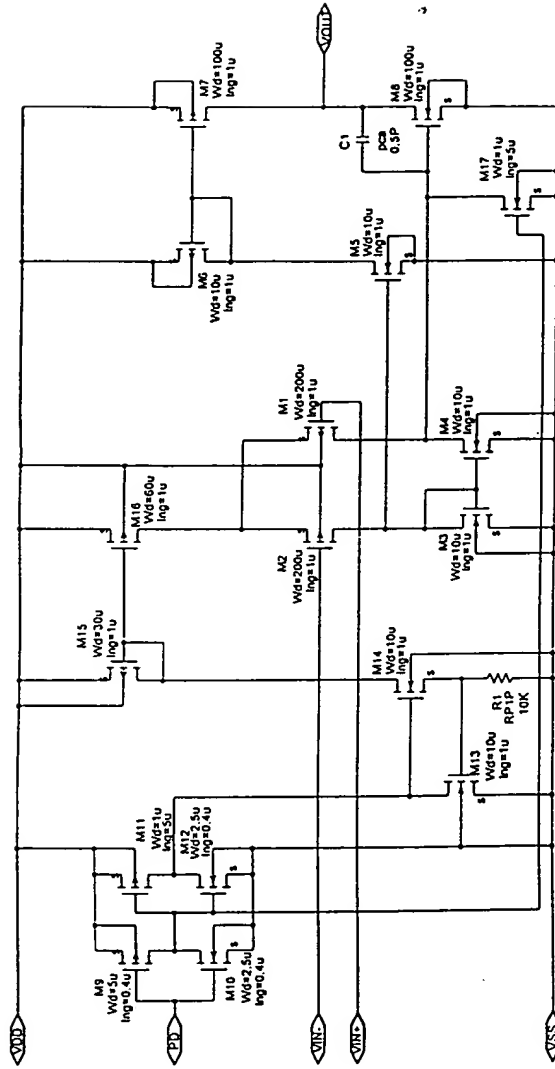 VDD
PD
VIN-
VIN+
VSS
VOUT
M9
Wd=5u
lng=0.4u
M10
Wd=2.5u
lng=0.4u
M11
Wd=1u
lng=5u
M12
Wd=2.5u
lng=0.4u
M13
Wd=10u
lng=1u
s
R1
RP1P
10K
M14
Wd=10u
lng=1u
s
M15
Wd=30u
lng=1u
M16
Wd=60u
lng=1u
M2
Wd=200u
lng=1u
M1
Wd=200u
lng=1u
M3
Wd=10u
lng=1u
s
M4
Wd=10u
lng=1u
s
M5
Wd=10u
lng=1u
s
M6
Wd=10u
lng=1u
M7
Wd=100u
lng=1u
s
C1
pca
0.5P
M8
Wd=100u
lng=1u
s
M17
Wd=1u
lng=5u
s